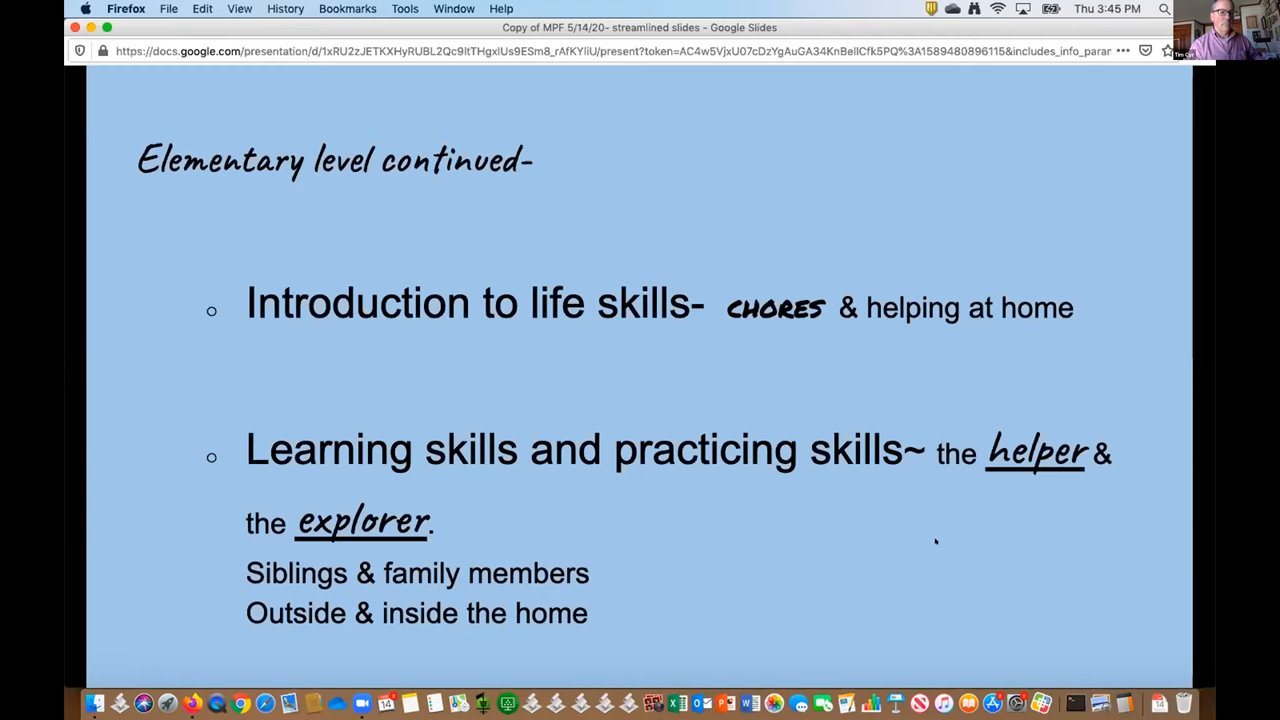 Firefox File Edit View History Bookmarks Tools Window Help Thu 3:45 PM
Copy of MPF 5/14/20- streamlined slides - Google Slides
Tim Orr
Elementary level continued-
Introduction to life skills- CHORES & helping at home
Learning skills and practicing skills~ the helper &
the explorer.
Siblings & family members
Outside & inside the home